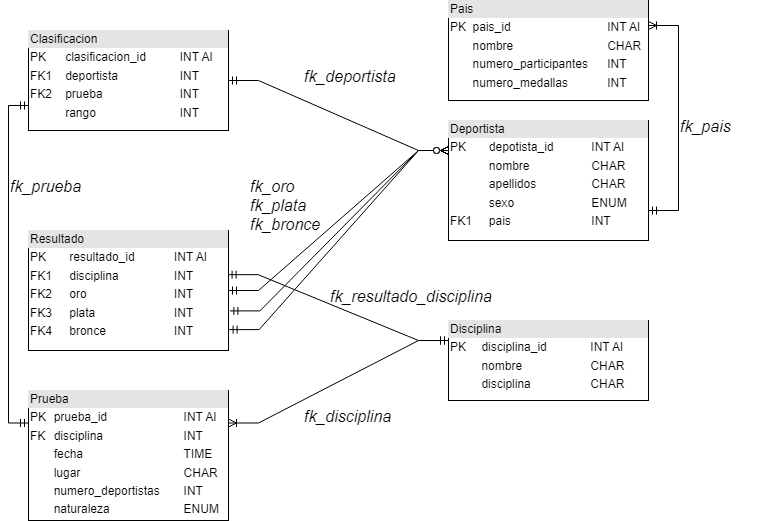 Clasificacion
PK clasificacion_id INT AI
FK1 deportista INT
FK2 prueba INT
rango INT
fk_deportista
Pais
PK pais_id INT AI
nombre CHAR
numero_participantes INT
numero_medallas INT
fk_pais
Deportista
PK depotista_id INT AI
nombre CHAR
apellidos CHAR
sexo ENUM
FK1 pais INT
fk_prueba
fk_oro
fk_plata
fk_bronce
Resultado
PK resultado_id INT AI
FK1 disciplina INT
FK2 oro INT
FK3 plata INT
FK4 bronce INT
fk_resultado_disciplina
Disciplina
PK disciplina_id INT AI
nombre CHAR
disciplina CHAR
fk_disciplina
Prueba
PK prueba_id INT AI
FK disciplina INT
fecha TIME
lugar CHAR
numero_deportistas INT
naturaleza ENUM